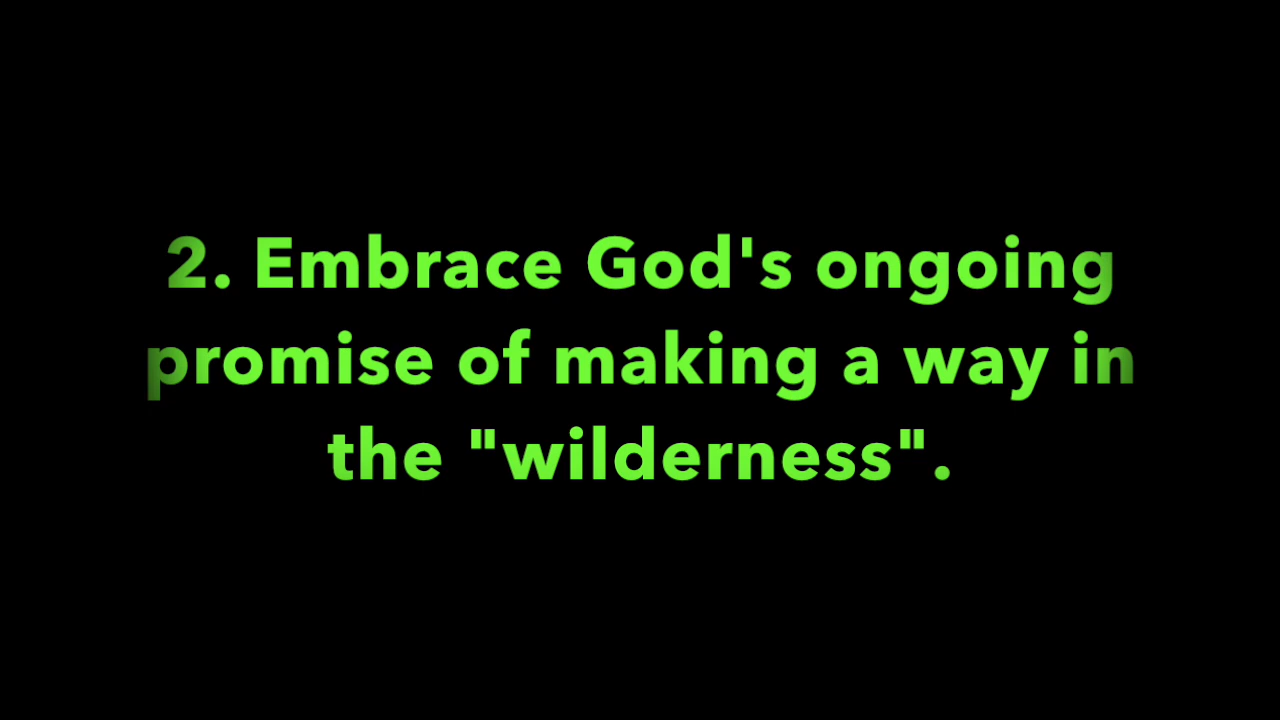 2. Embrace God's ongoing
promise of making a way in
the "wilderness".